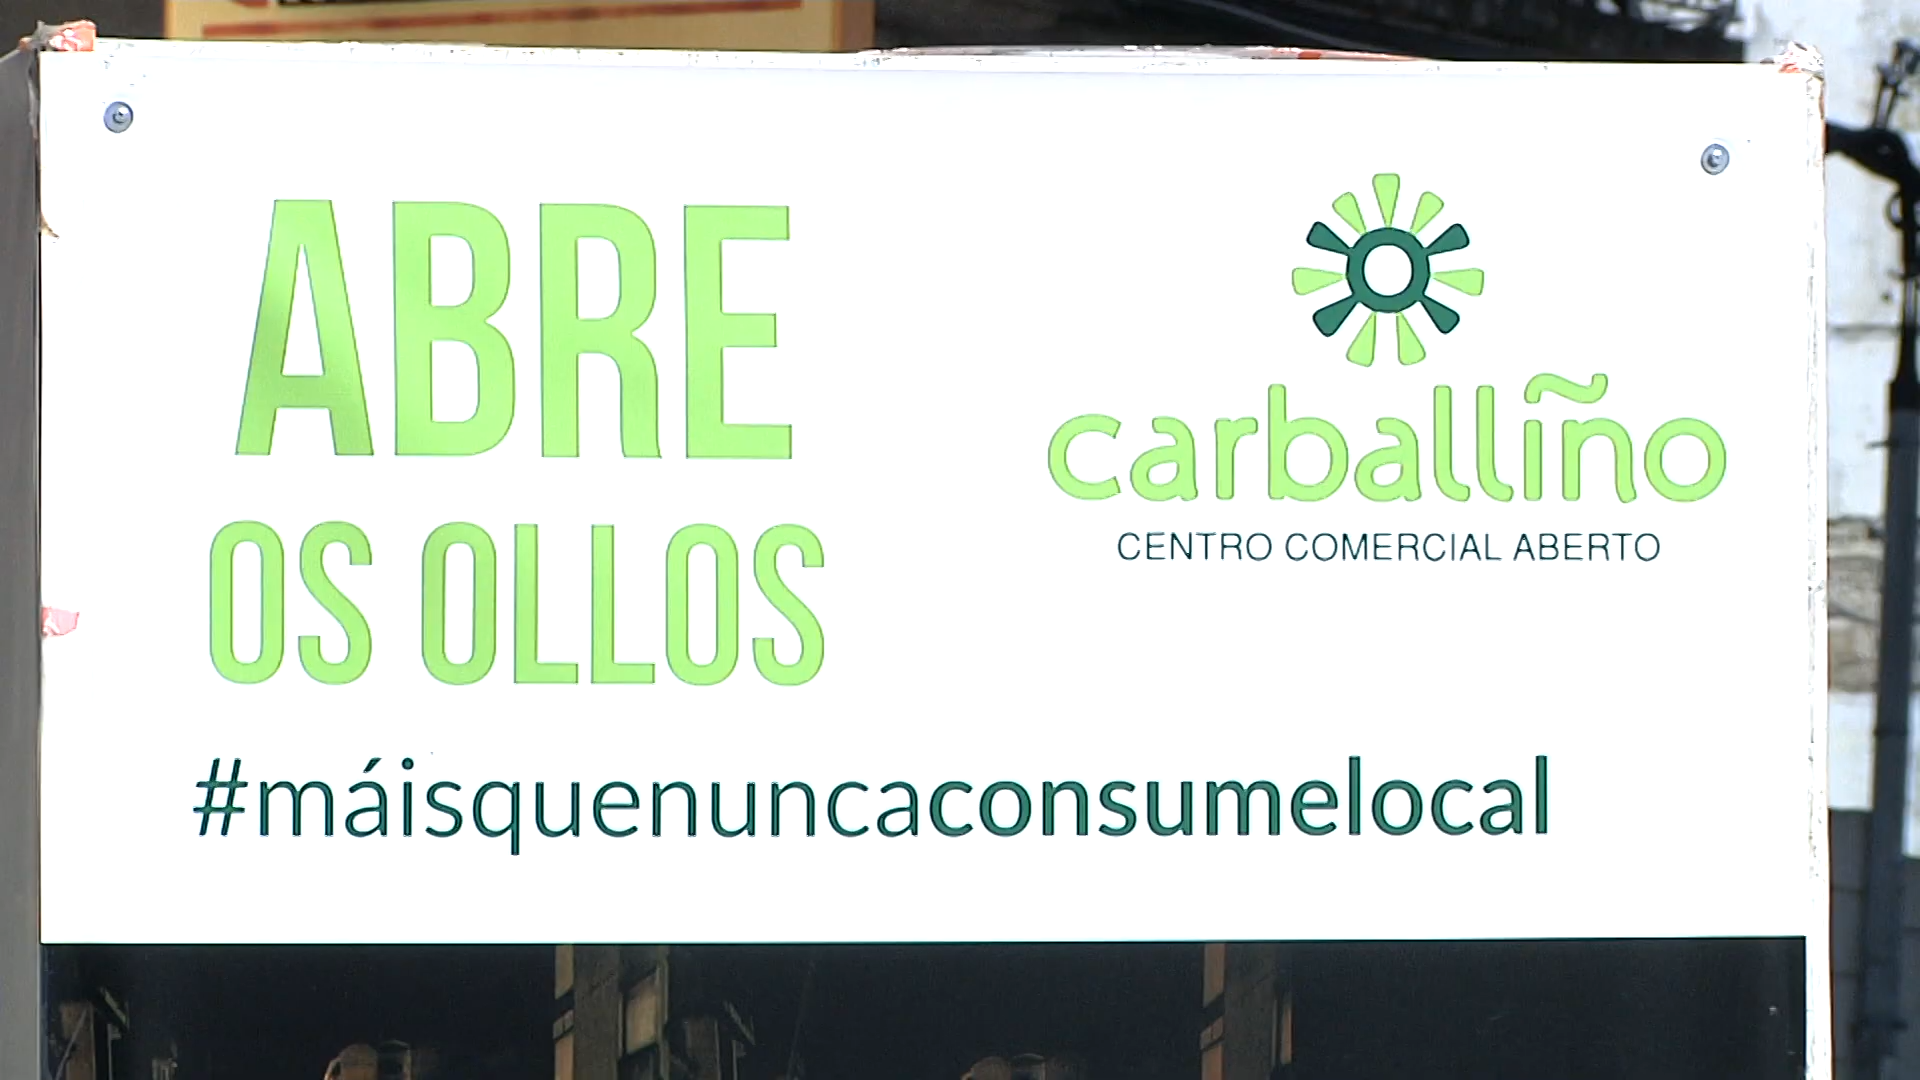 ABRE
OS OLLOS
carballiño
CENTRO COMERCIAL ABERTO
#máisquenuncaconsumelocal